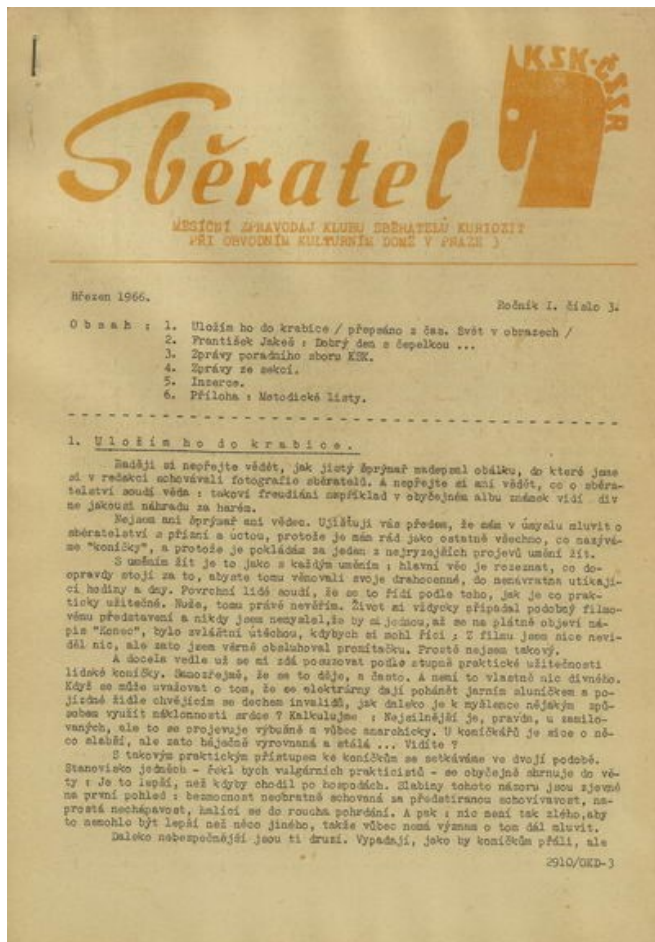 KSK-ČSSR
Sběratel
MĚSÍČNÍ ZPRAVODAJ KLUBU SBĚRATELŮ KURIOZIT
PŘI OBVODNÍM KULTURNÍM DOMĚ V PRAZE 3
Březen 1966.
Ročník I. číslo 3.
O b s a h : 1. Uložím ho do krabice / přepsáno z čas. Svět v obrazech /
2. František Jakeš : Dobrý den s čepelkou ...
3. Zprávy poradního sboru KSK.
4. Zprávy ze sekcí.
5. Inzerce.
6. Příloha : Metodické listy.
1. U l o ž í m h o d o k r a b i c e .
Raději si nepřejte vědět, jak jistý šprýmař nadepsal obálku, do které jsme
si v redakci schovávali fotografie sběratelů. A nepřejte si ani vědět, co o sběra-
telství soudí věda : takoví freudiáni například v obyčejném albu známek vidí div
ne jakousi náhradu za harém.
Nejsem ani šprýmař ani vědec. Ujišťuji vás předem, že mám v úmyslu mluvit o
sběratelství s přízní a úctou, protože je mám rád jako ostatně všechno, co nazývá-
me "koníčky", a protože je pokládám za jeden z nejryzejších projevů umění žít.
S uměním žít je to jako s každým uměním : hlavní věc je rozeznat, co do-
opravdy stojí za to, abyste tomu věnovali svoje drahocenné, do nenávratna utíkají-
cí hodiny a dny. Povrchní lidé soudí, že se to řídí podle toho, jak je co prak-
ticky užitečné. Nuže, tomu právě nevěřím. Život mi vždycky připadal podobný filmo-
vému představení a nikdy jsem nemyslel,že by mi jednou,až se na plátně objeví ná-
pis "Konec", bylo zvláštní útěchou, kdybych si mohl říci : Z filmu jsem sice nevi-
děl nic, ale zato jsem věrně obsluhoval promítačku. Prostě nejsem takový.
A docela vedle už se mi zdá posuzovat podle stupně praktické užitečnosti
lidské koníčky. Samozřejmě, že se to děje, a často. A není to vlastně nic divného.
Když se může uvažovat o tom, že se elektrárny dají pohánět jarním sluníčkem a po-
jízdné židle chvějícím se dechem invalidů, jak daleko je k myšlence nějakým způ-
sobem využít náklonnosti srdce ? Kalkulujme : Nejsilnější je, pravda, u zamilo-
vaných, ale to se projevuje výbušně a vůbec anarchicky. U koníčkářů je sice o ně-
co slabší, ale zato báječně vyrovnaná a stálá ... Vidíte ?
S takovým praktickým přístupem ke koníčkům se setkáváme ve dvojí podobě.
Stanovisko jedněch - řekl bych vulgárních prakticistů - se obyčejně shrnuje do vě-
ty : Je to lepší, než kdyby chodil po hospodách. Slabiny tohoto názoru jsou zjevné
na první pohled : bezmocnost neobratně schovaná za předstíranou schovívavost, na-
prostá nechápavost, halící se do roucha pohrdání. A pak : nic není tak zlého,aby
to nemohlo být lepší než něco jiného, takže vůbec nemá význam o tom dál mluvit.
Daleko nebezpečnější jsou ti druzí. Vypadají, jako by koníčkům přáli, ale
2910/OKD-3